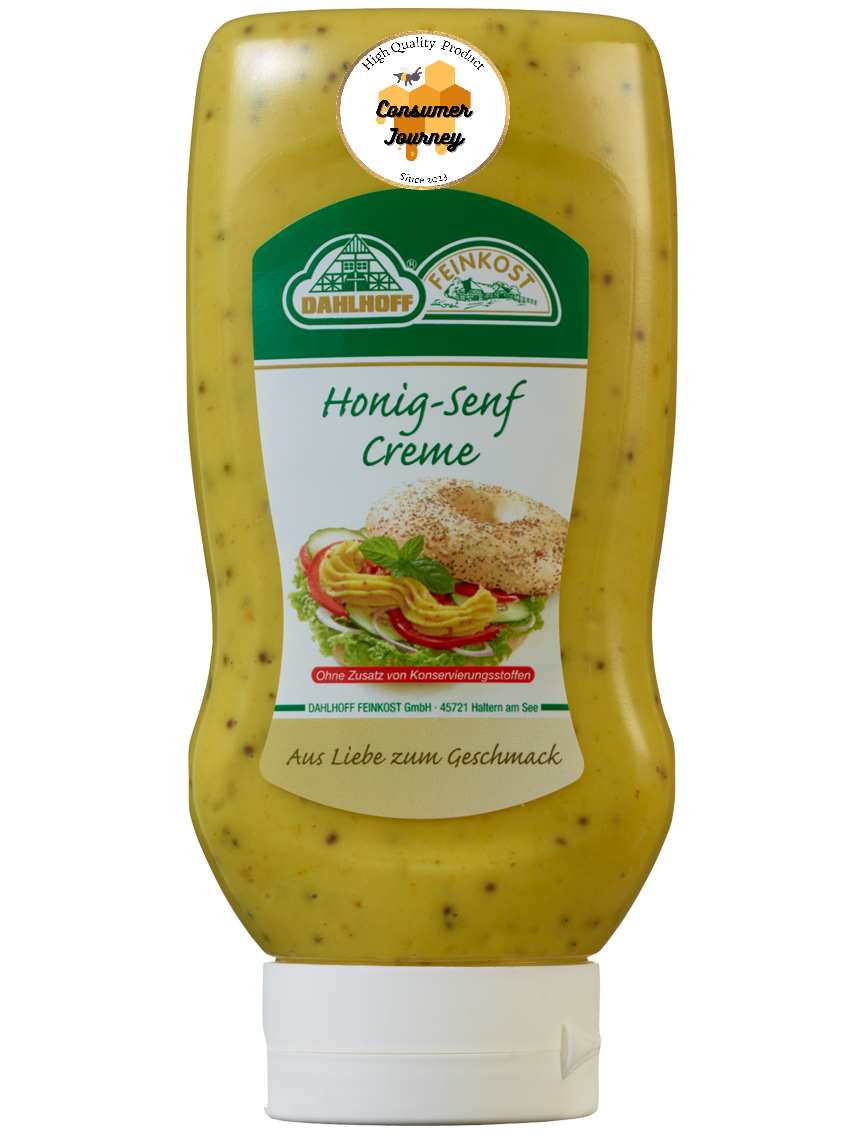 High Quality Product
Consumer
Journey
Since 2023
DAHLHOFF
®
FEINKOST
Honig-Senf
Creme
Ohne Zusatz von Konservierungsstoffen
DAHLHOFF FEINKOST GmbH · 45721 Haltern am See
Aus Liebe zum Geschmack